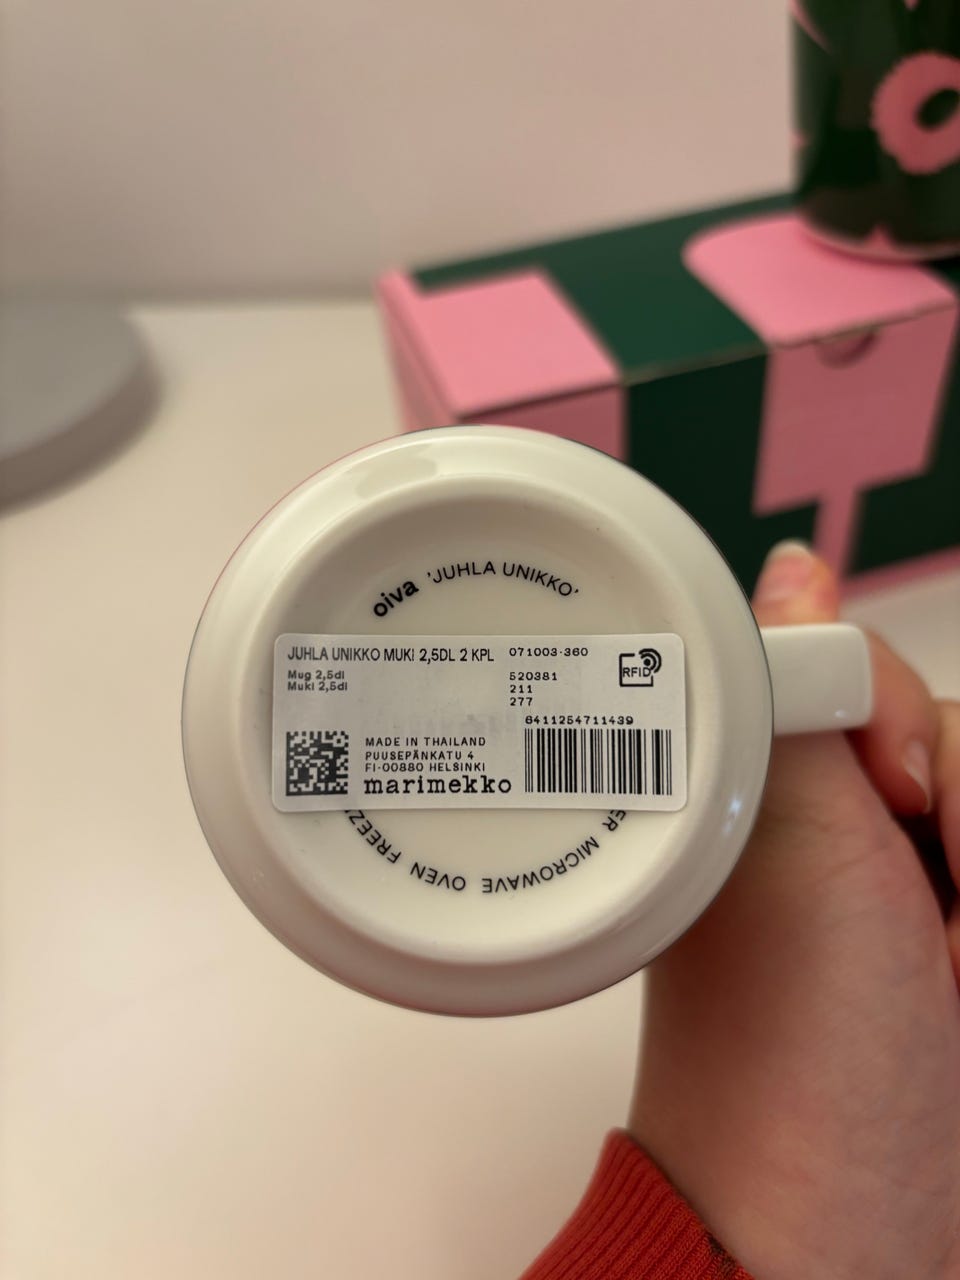 oiva 'JUHLA UNIKKO'
JUHLA UNIKKO MUKI 2,5DL 2 KPL
071003-360
Mug 2,5dl
Muki 2,5dl
520381
211
277
RFID
6411254711439
MADE IN THAILAND
PUUSEPÄNKATU 4
FI-00880 HELSINKI
marimekko
ER MICROWAVE OVEN FREEZ